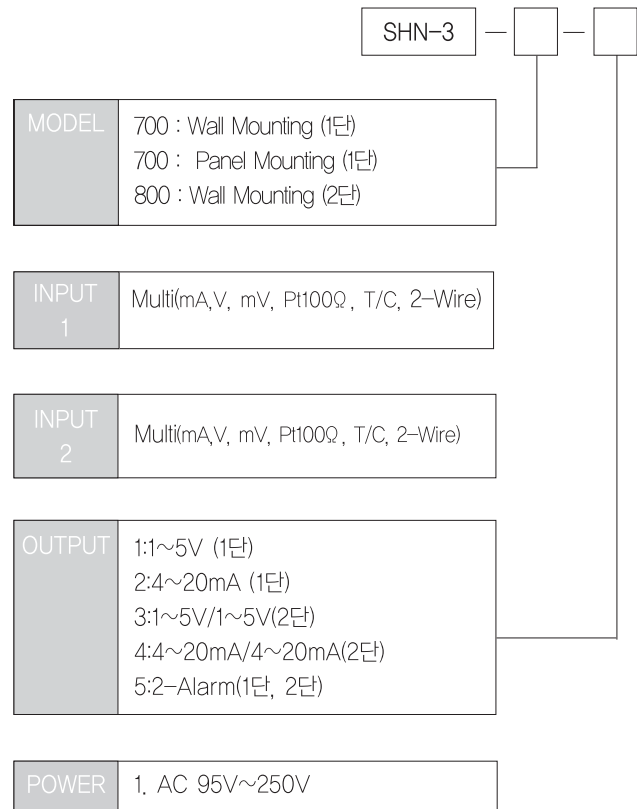 SHN-3 - -
MODEL
700 : Wall Mounting (1단)
700 : Panel Mounting (1단)
800 : Wall Mounting (2단)
INPUT
1
Multi(mA,V, mV, Pt100Ω, T/C, 2-Wire)
INPUT
2
Multi(mA,V, mV, Pt100Ω, T/C, 2-Wire)
OUTPUT
1:1~5V (1단)
2:4~20mA (1단)
3:1~5V/1~5V(2단)
4:4~20mA/4~20mA(2단)
5:2-Alarm(1단, 2단)
POWER
1. AC 95V~250V